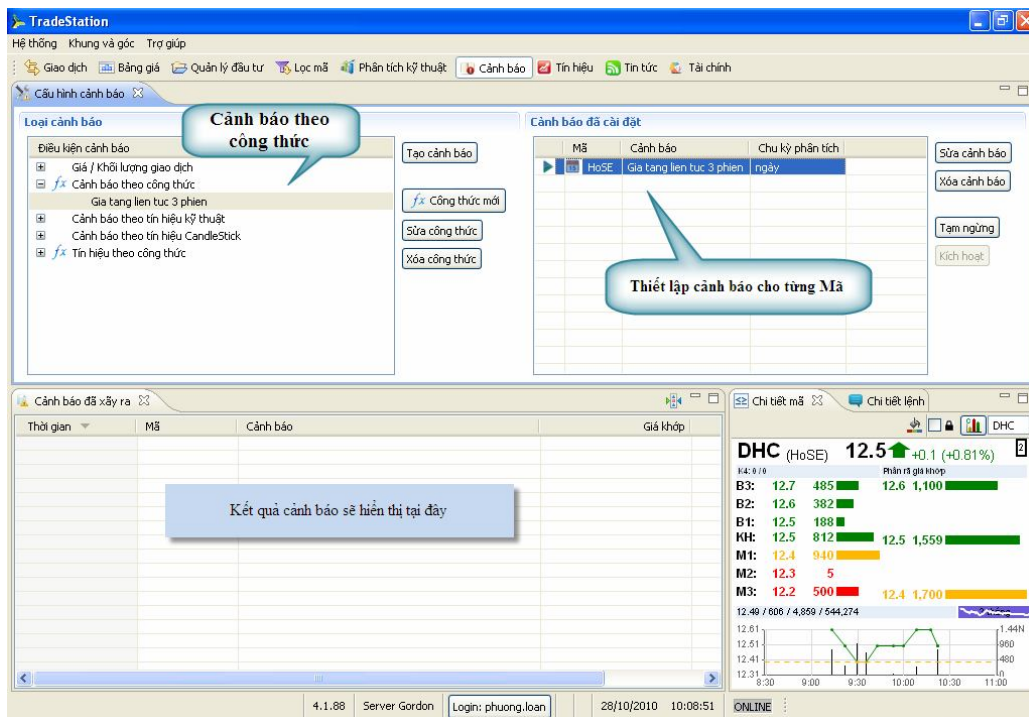 TradeStation
Hệ thống Khung và góc Trợ giúp
Giao dịch Bảng giá Quản lý đầu tư Lọc mã Phân tích kỹ thuật Cảnh báo Tín hiệu Tin tức Tài chính
Cấu hình cảnh báo
Loại cảnh báo
Cảnh báo theo
công thức
Điều kiện cảnh báo
Giá / Khối lượng giao dịch
fx Cảnh báo theo công thức
Gia tang lien tuc 3 phien
Cảnh báo theo tín hiệu kỹ thuật
Cảnh báo theo tín hiệu CandleStick
fx Tín hiệu theo công thức
Tạo cảnh báo
fx Công thức mới
Sửa công thức
Xóa công thức
Cảnh báo đã cài đặt
Mã Cảnh báo Chu kỳ phân tích
HoSE Gia tang lien tuc 3 phien ngày
Thiết lập cảnh báo cho từng Mã
Sửa cảnh báo
Xóa cảnh báo
Tạm ngừng
Kích hoạt
Cảnh báo đã xãy ra
Thời gian Mã Cảnh báo Giá khớp
Kết quả cảnh báo sẽ hiển thị tại đây
Chi tiết mã Chi tiết lệnh
DHC
DHC (HoSE) 12.5 +0.1 (+0.81%) 2
K4: 0 / 0 Phân rã giá khớp
B3: 12.7 485 12.6 1,100
B2: 12.6 382
B1: 12.5 188
KH: 12.5 812 12.5 1,559
M1: 12.4 940
M2: 12.3 5
M3: 12.2 500 12.4 1,700
12.49 / 606 / 4,859 / 544,274
12.61 1.44N
12.51 960
12.41 480
12.31 0
8:30 9:00 9:30 10:00 10:30 11:00
4.1.88 Server Gordon Login: phuong.loan 28/10/2010 10:08:51 ONLINE